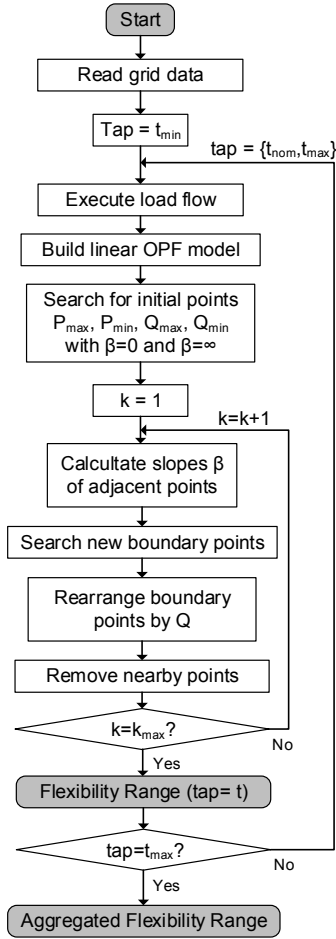 Start
Read grid data
Tap = t_min
tap = {t_nom,t_max}
Execute load flow
Build linear OPF model
Search for initial points
P_max, P_min, Q_max, Q_min
with β=0 and β=∞
k = 1
k=k+1
Calcultate slopes β
of adjacent points
Search new boundary points
Rearrange boundary
points by Q
Remove nearby points
k=k_max?
No
Yes
Flexibility Range (tap= t)
tap=t_max?
No
Yes
Aggregated Flexibility Range